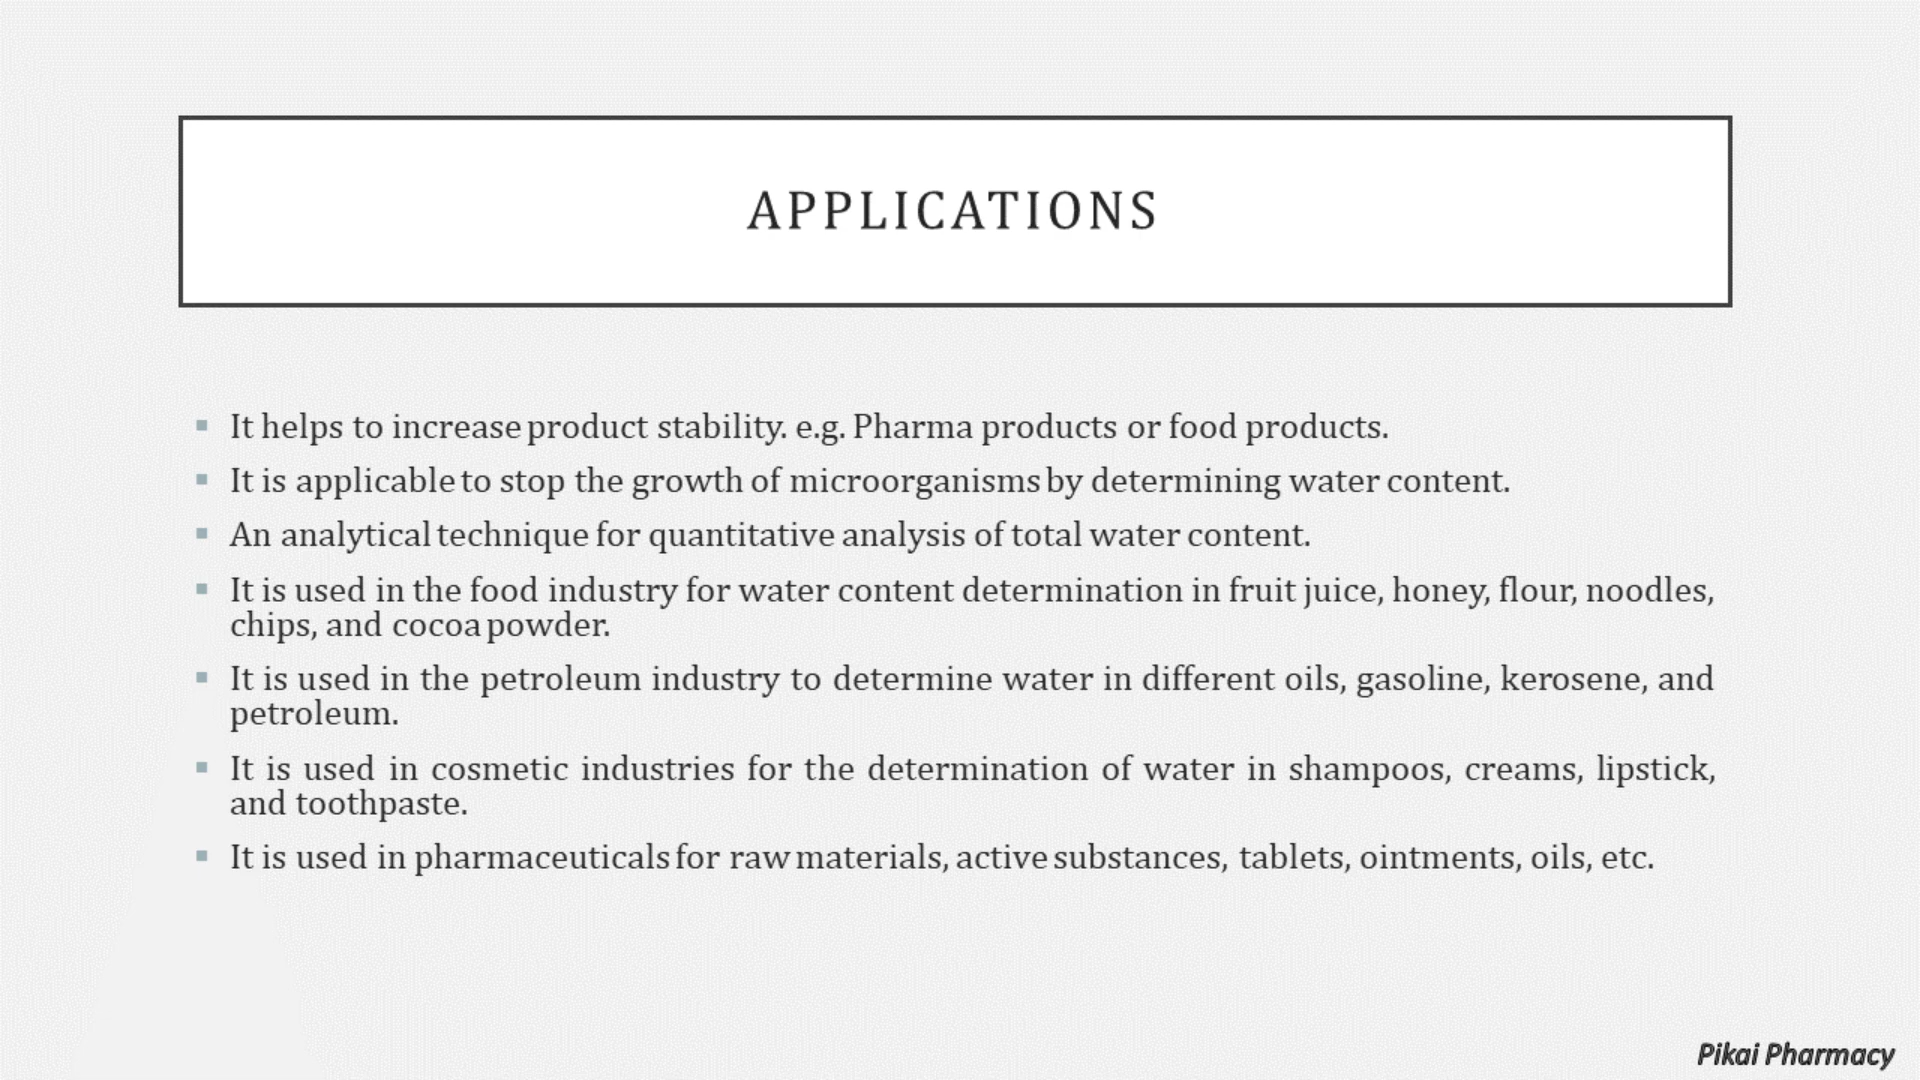 APPLICATIONS
It helps to increase product stability. e.g. Pharma products or food products.
It is applicable to stop the growth of microorganisms by determining water content.
An analytical technique for quantitative analysis of total water content.
It is used in the food industry for water content determination in fruit juice, honey, flour, noodles,
chips, and cocoa powder.
It is used in the petroleum industry to determine water in different oils, gasoline, kerosene, and
petroleum.
It is used in cosmetic industries for the determination of water in shampoos, creams, lipstick,
and toothpaste.
It is used in pharmaceuticals for raw materials, active substances, tablets, ointments, oils, etc.
Pikai Pharmacy